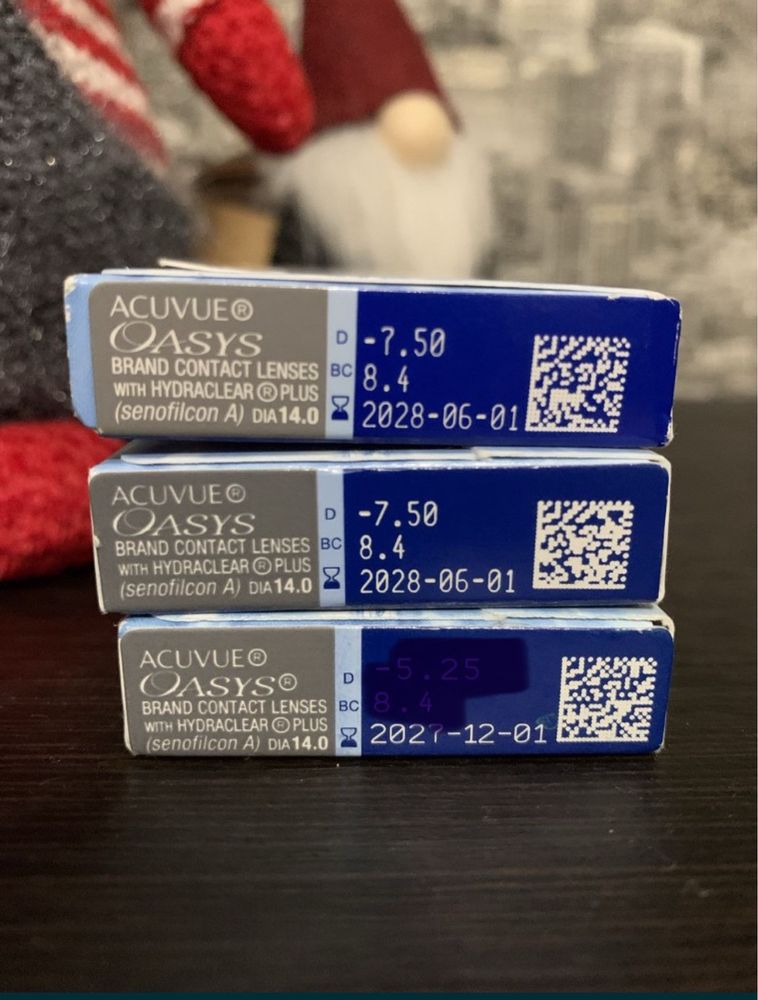 ACUVUE®
OASYS
BRAND CONTACT LENSES
WITH HYDRACLEAR ® PLUS
(senofilcon A) DIA 14.0
D -7.50
BC 8.4
2028-06-01
ACUVUE®
OASYS
BRAND CONTACT LENSES
WITH HYDRACLEAR ® PLUS
(senofilcon A) DIA 14.0
D -7.50
BC 8.4
2028-06-01
ACUVUE®
OASYS®
BRAND CONTACT LENSES
WITH HYDRACLEAR ® PLUS
(senofilcon A) DIA 14.0
D -5.25
BC 8.4
2027-12-01